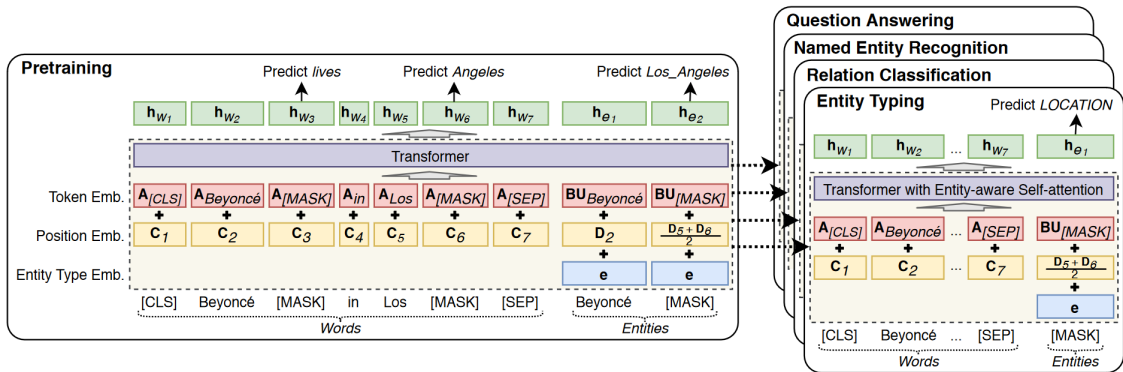 Pretraining
Predict lives Predict Angeles Predict Los_Angeles
hw1 hw2 hw3 hw4 hw5 hw6 hw7 he1 he2
Transformer
Token Emb. A[CLS] ABeyoncé A[MASK] Ain ALos A[MASK] A[SEP] BUBeyoncé BU[MASK]
+ + + + + + + + +
Position Emb. C1 C2 C3 C4 C5 C6 C7 D2 D5 + D6 / 2
+ +
Entity Type Emb. e e
[CLS] Beyoncé [MASK] in Los [MASK] [SEP] Beyoncé [MASK]
Words Entities
Question Answering
Named Entity Recognition
Relation Classification
Entity Typing
Predict LOCATION
hw1 hw2 ... hw7 he1
Transformer with Entity-aware Self-attention
A[CLS] ABeyoncé ... A[SEP] BU[MASK]
+ + + +
C1 C2 ... C7 D5 + D6 / 2
+
e
[CLS] Beyoncé ... [SEP] [MASK]
Words Entities